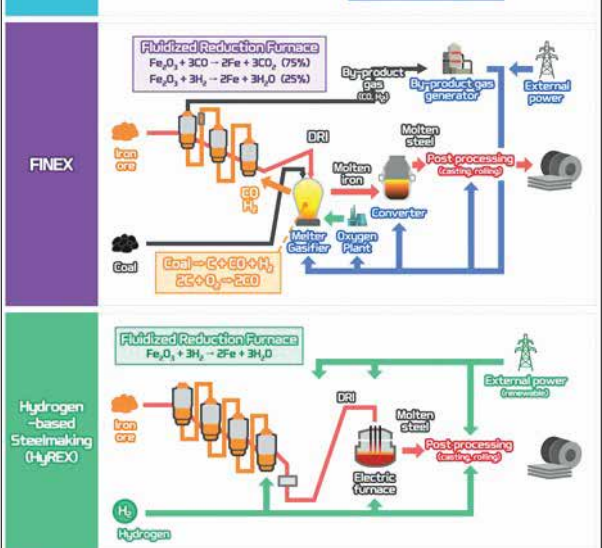 FINEX
Fluidized Reduction Furnace
Fe₂O₃ + 3CO → 2Fe + 3CO₂ (75%)
Fe₂O₃ + 3H₂ → 2Fe + 3H₂O (25%)
By-product
gas
(CO, H₂)
By-product gas
generator
External
power
Iron
ore
DRI
Molten
steel
Molten
iron
Post processing
(casting, rolling)
CO
H₂
Converter
Coal
Melter
Gasifier
Oxygen
Plant
Coal → C + CO + H₂
2C + O₂ → 2CO
Hydrogen
-based
Steelmaking
(HyREX)
Fluidized Reduction Furnace
Fe₂O₃ + 3H₂ → 2Fe + 3H₂O
External power
(renewable)
Iron
ore
DRI
Molten
steel
Post processing
(casting, rolling)
Electric
furnace
H₂
Hydrogen